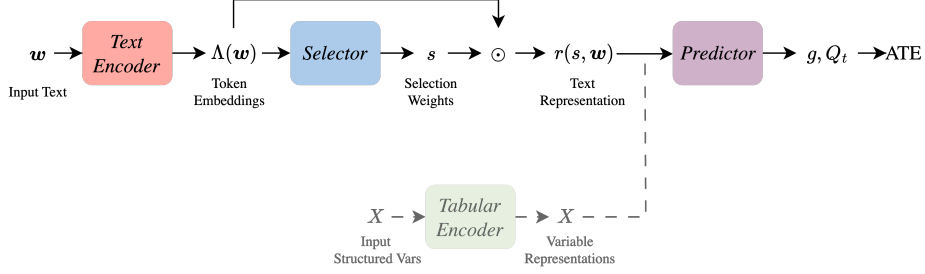 w
Input Text
Text
Encoder
Λ(w)
Token
Embeddings
Selector
s
Selection
Weights
⊙
r(s, w)
Text
Representation
Predictor
g, Qₜ
ATE
X
Input
Structured Vars
Tabular
Encoder
X
Variable
Representations